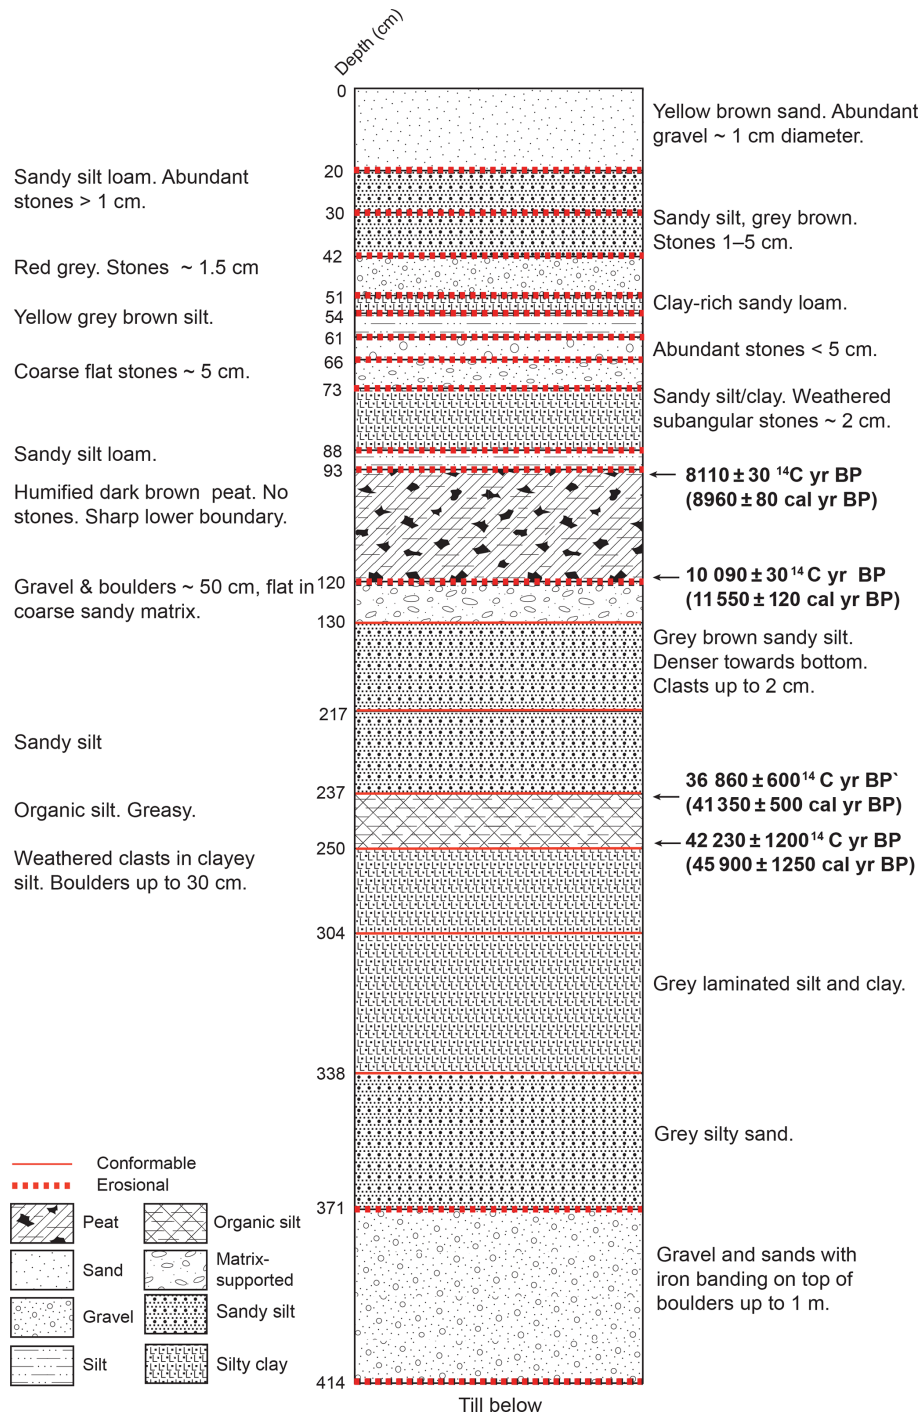 Depth (cm)
0
Yellow brown sand. Abundant
gravel ~ 1 cm diameter.
20
Sandy silt loam. Abundant
stones > 1 cm.
30
Sandy silt, grey brown.
Stones 1–5 cm.
42
Red grey. Stones ~ 1.5 cm
51
Clay-rich sandy loam.
54
Yellow grey brown silt.
61
Abundant stones < 5 cm.
66
Coarse flat stones ~ 5 cm.
73
Sandy silt/clay. Weathered
subangular stones ~ 2 cm.
88
Sandy silt loam.
93
8110 ± 30 ¹⁴C yr BP
(8960 ± 80 cal yr BP)
Humified dark brown peat. No
stones. Sharp lower boundary.
120
10 090 ± 30 ¹⁴C yr BP
(11 550 ± 120 cal yr BP)
Gravel & boulders ~ 50 cm, flat in
coarse sandy matrix.
130
Grey brown sandy silt.
Denser towards bottom.
Clasts up to 2 cm.
217
Sandy silt
237
36 860 ± 600 ¹⁴C yr BP`
(41 350 ± 500 cal yr BP)
Organic silt. Greasy.
250
42 230 ± 1200 ¹⁴C yr BP
(45 900 ± 1250 cal yr BP)
Weathered clasts in clayey
silt. Boulders up to 30 cm.
304
Grey laminated silt and clay.
338
Grey silty sand.
371
Gravel and sands with
iron banding on top of
boulders up to 1 m.
414
Till below
Conformable
Erosional
Peat
Organic silt
Sand
Matrix-
supported
Gravel
Sandy silt
Silt
Silty clay